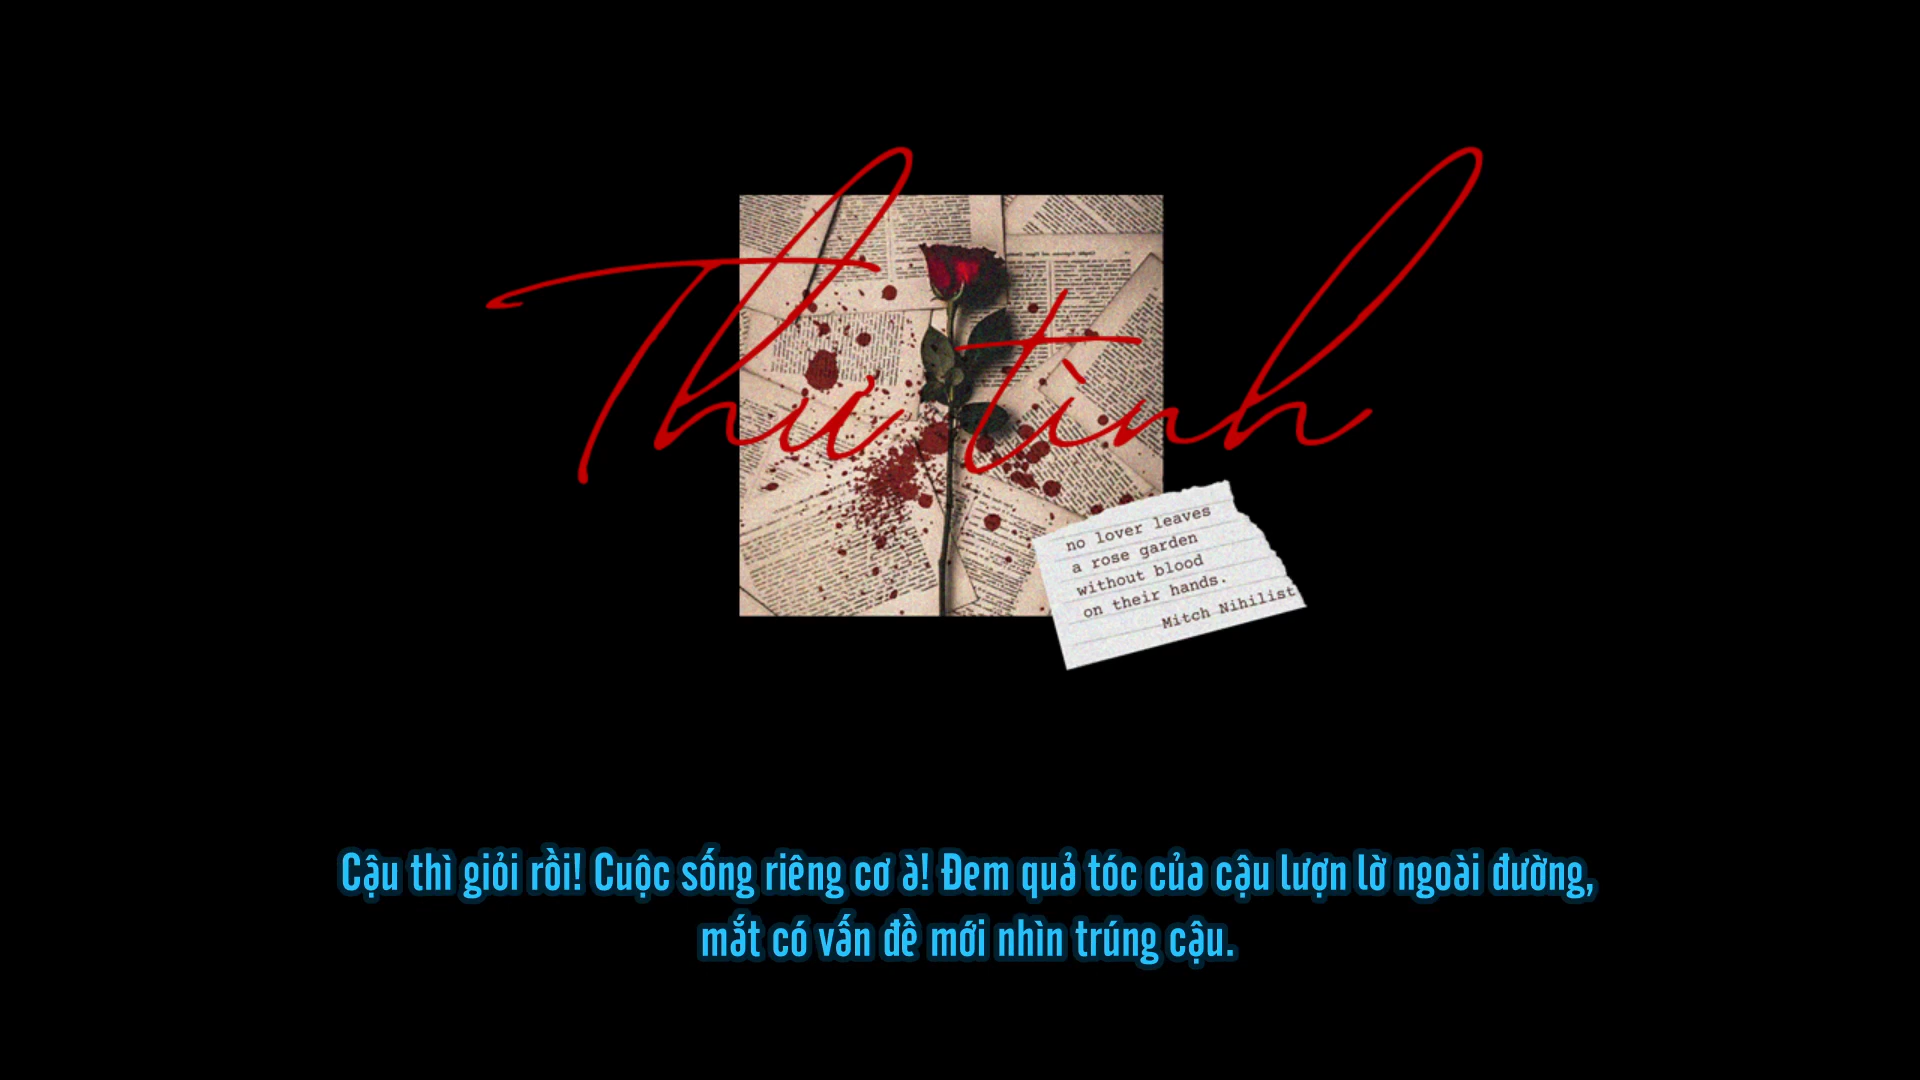 Thư tình
no lover leaves
a rose garden
without blood
on their hands.
Mitch Nihilist
Cậu thì giỏi rồi! Cuộc sống riêng cơ à! Đem quả tóc của cậu lượn lờ ngoài đường,
mắt có vấn đề mới nhìn trúng cậu.